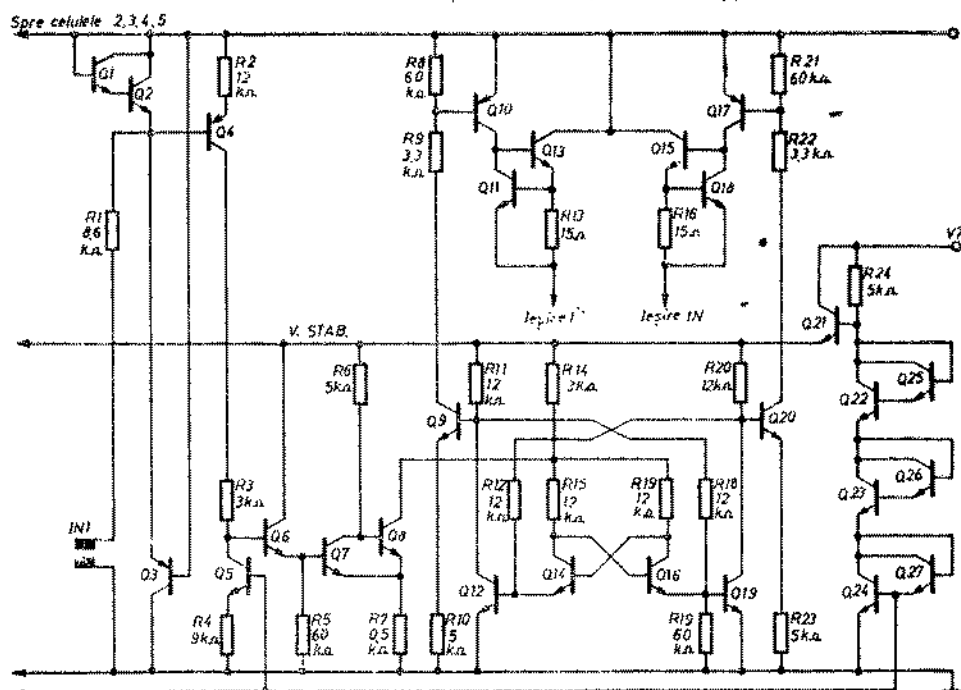 Spre celulele 2,3,4,5
Q1
Q2
R2
12
kΩ
Q4
R1
8,6
kΩ
R8
60
kΩ
Q10
R9
3,3
kΩ
Q13
Q11
R13
15Ω
Q15
Q17
R21
60kΩ
R22
3,3kΩ
Q18
R16
15Ω
V?
R24
5kΩ
Q21
Ieșire 1N
V. STAB.
R6
5kΩ
R11
12
kΩ
R14
3kΩ
R20
12kΩ
Q9
Q20
Q25
Q22
R3
3kΩ
R12
12
kΩ
R15
12
kΩ
R19
12
kΩ
R18
12
kΩ
Q26
Q23
IN1
Q6
Q7
Q8
Q3
Q5
Q12
Q14
Q16
Q19
Q27
Q24
R4
9kΩ
R5
60
kΩ
R7
0,5
kΩ
R10
5
kΩ
R19
60
kΩ
R23
5kΩ